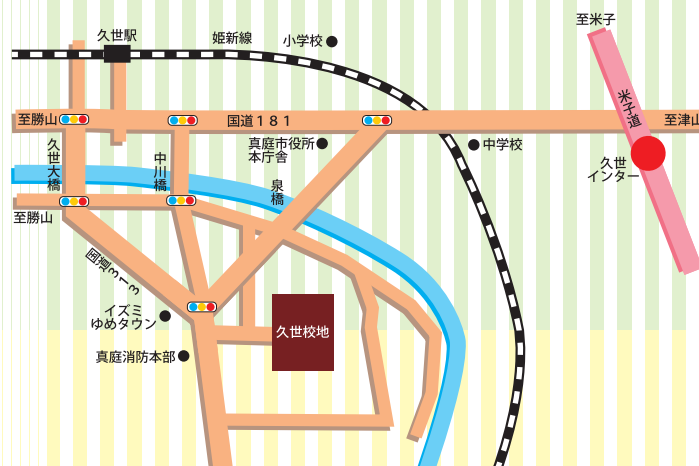 至米子
久世駅
姫新線
小学校
米子道
至勝山
国道１８１
至津山
久世大橋
中川橋
真庭市役所
本庁舎
中学校
久世
インター
泉橋
至勝山
国道３１３
イズミ
ゆめタウン
久世校地
真庭消防本部